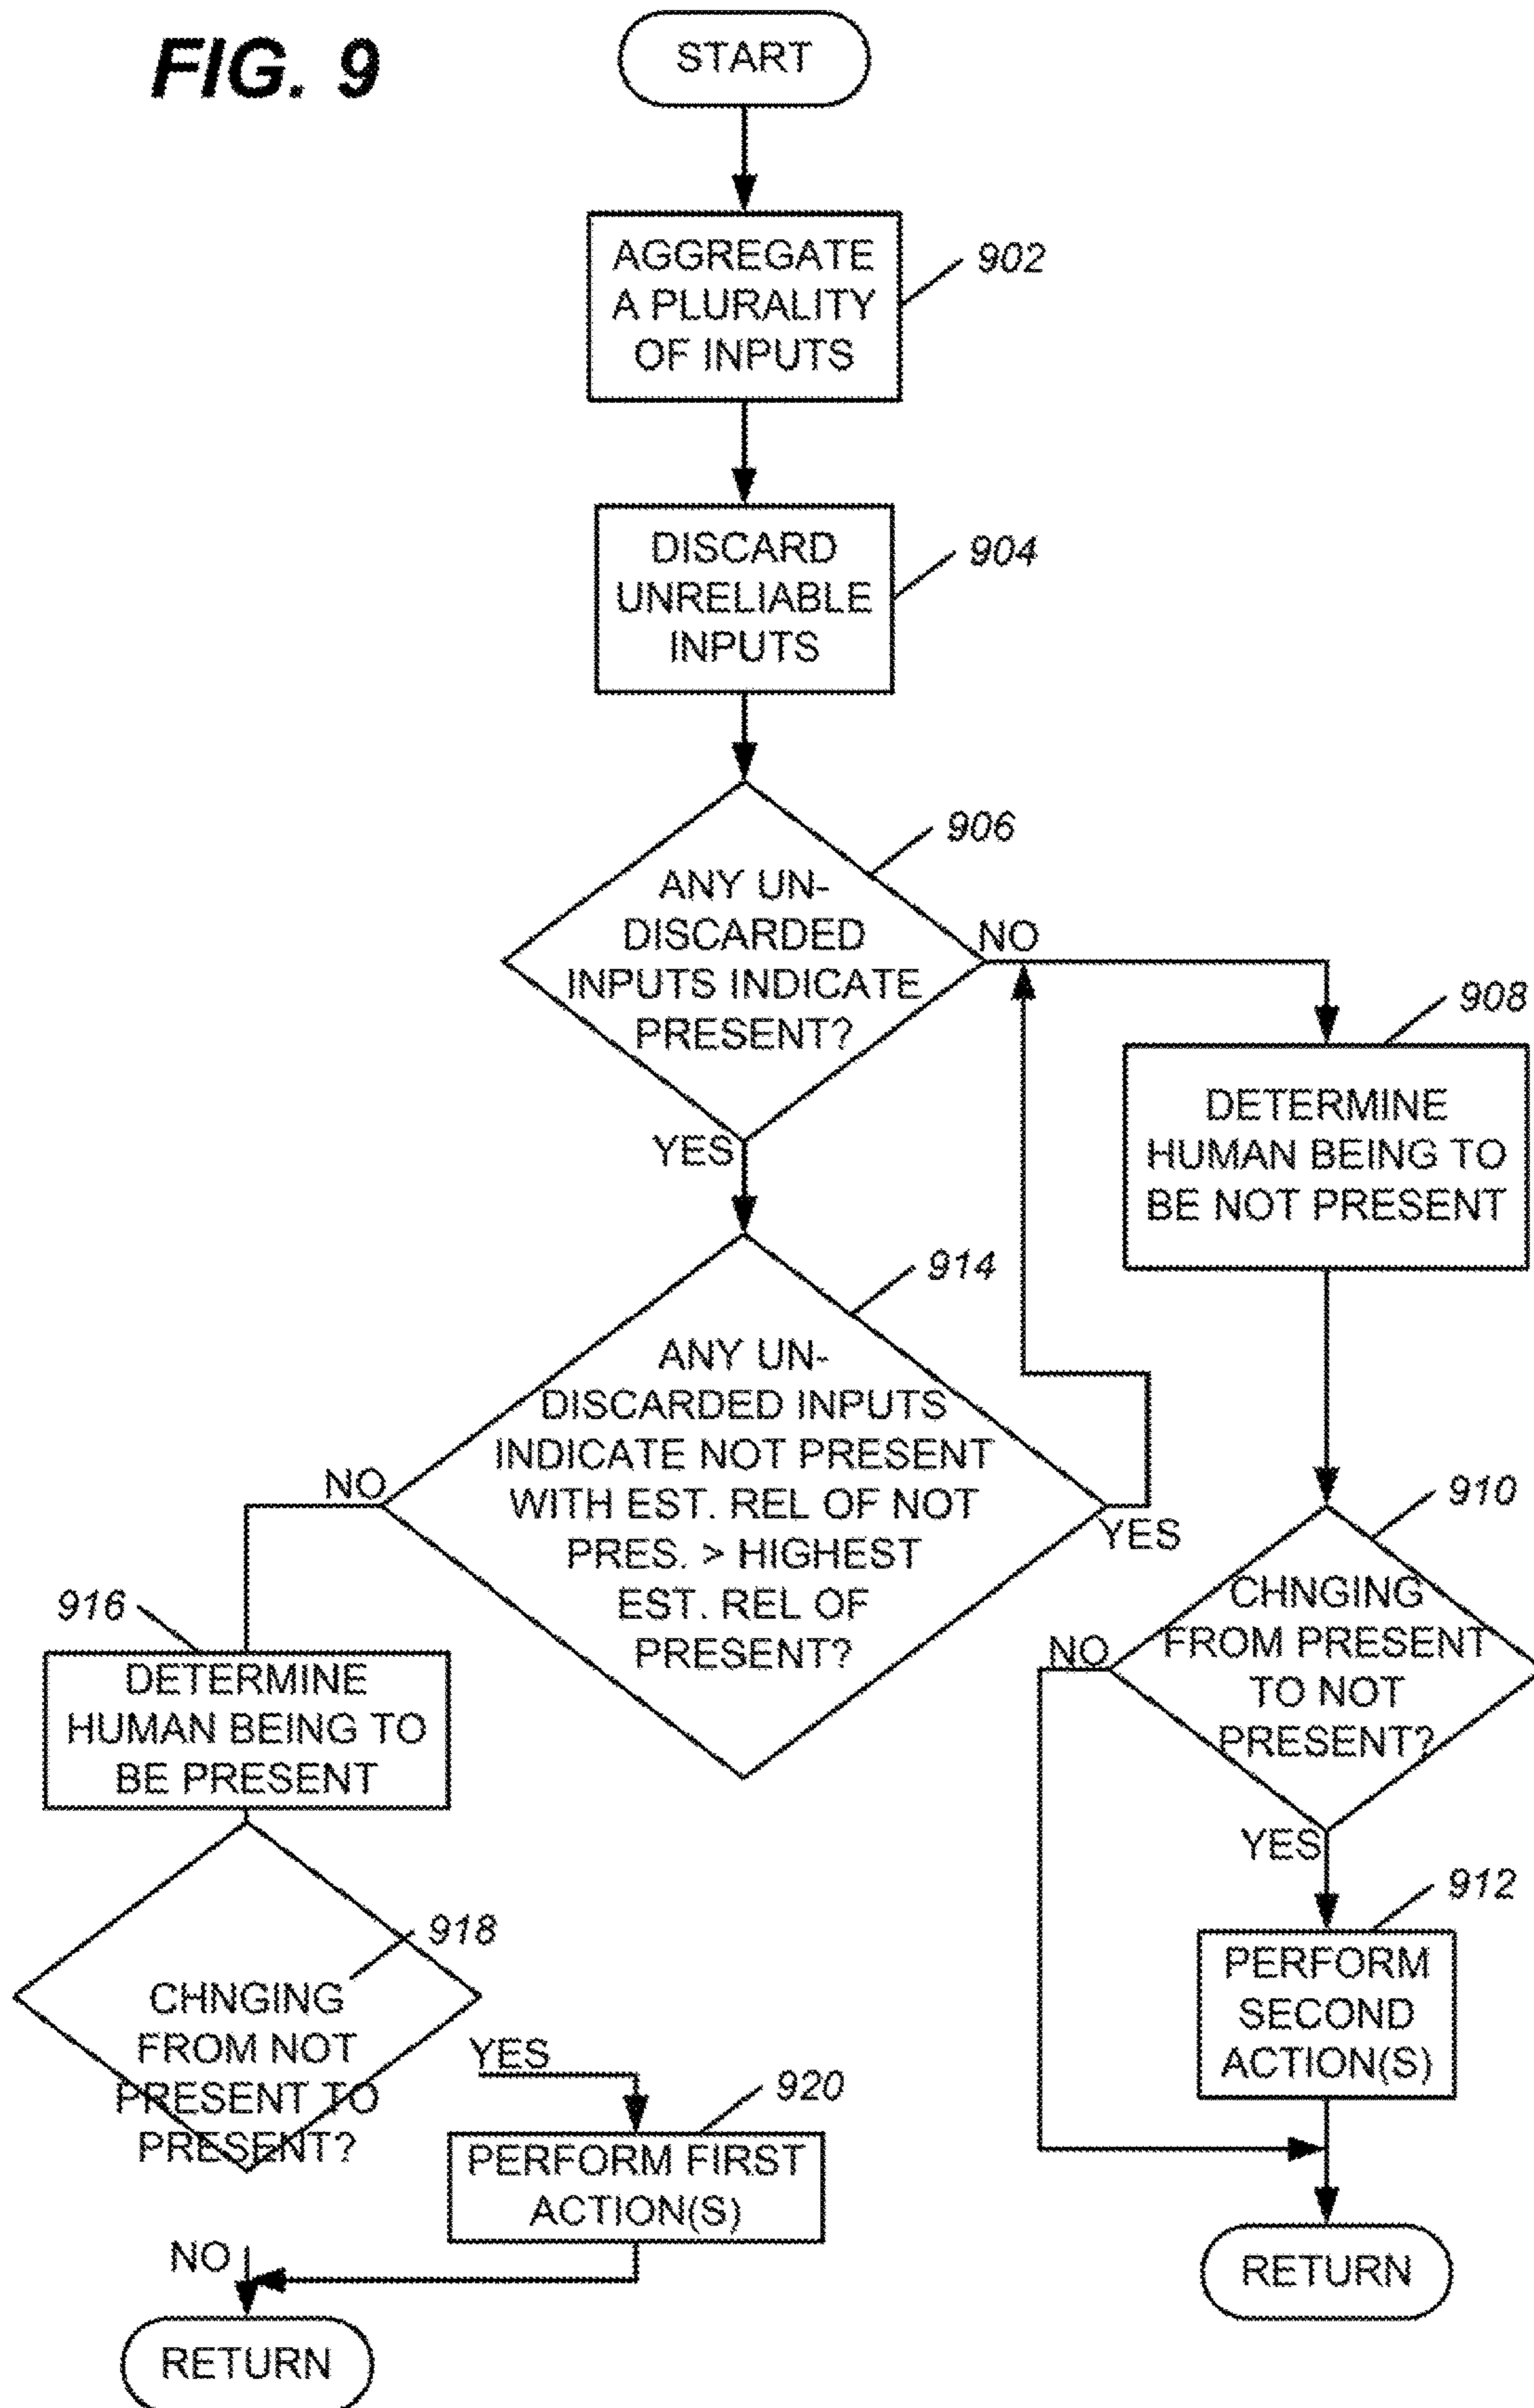 FIG. 9
START
AGGREGATE
A PLURALITY
OF INPUTS
902
DISCARD
UNRELIABLE
INPUTS
904
906
ANY UN-
DISCARDED
INPUTS INDICATE
PRESENT?
NO
YES
908
DETERMINE
HUMAN BEING TO
BE NOT PRESENT
914
ANY UN-
DISCARDED INPUTS
INDICATE NOT PRESENT
WITH EST. REL OF NOT
PRES. > HIGHEST
EST. REL OF
PRESENT?
NO
YES
910
CHNGING
FROM PRESENT
TO NOT
PRESENT?
NO
YES
916
DETERMINE
HUMAN BEING TO
BE PRESENT
912
PERFORM
SECOND
ACTION(S)
918
CHNGING
FROM NOT
PRESENT TO
PRESENT?
YES
920
PERFORM FIRST
ACTION(S)
NO
RETURN
RETURN